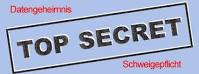 Datengeheimnis
TOP SECRET
Schweigepflicht